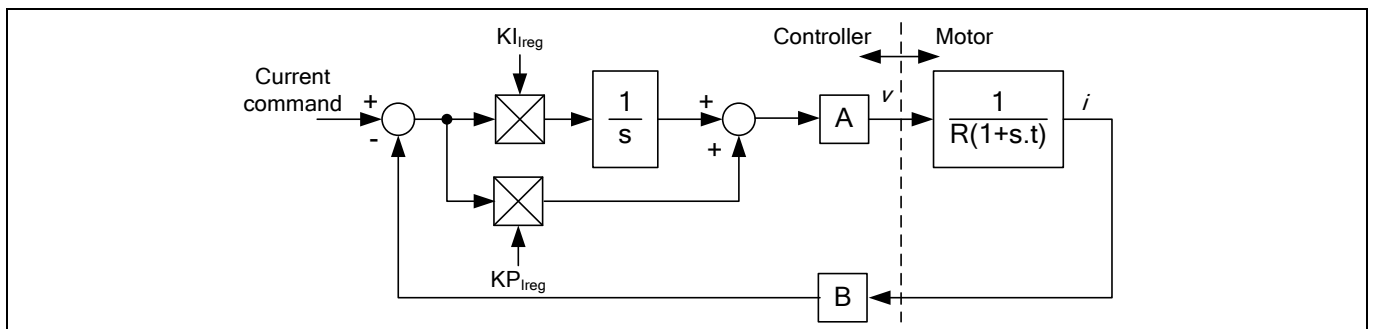 KI_Ireg
Controller
Motor
Current
command
+
-
1
s
+
+
A
v
1
R(1+s.t)
i
KP_Ireg
B